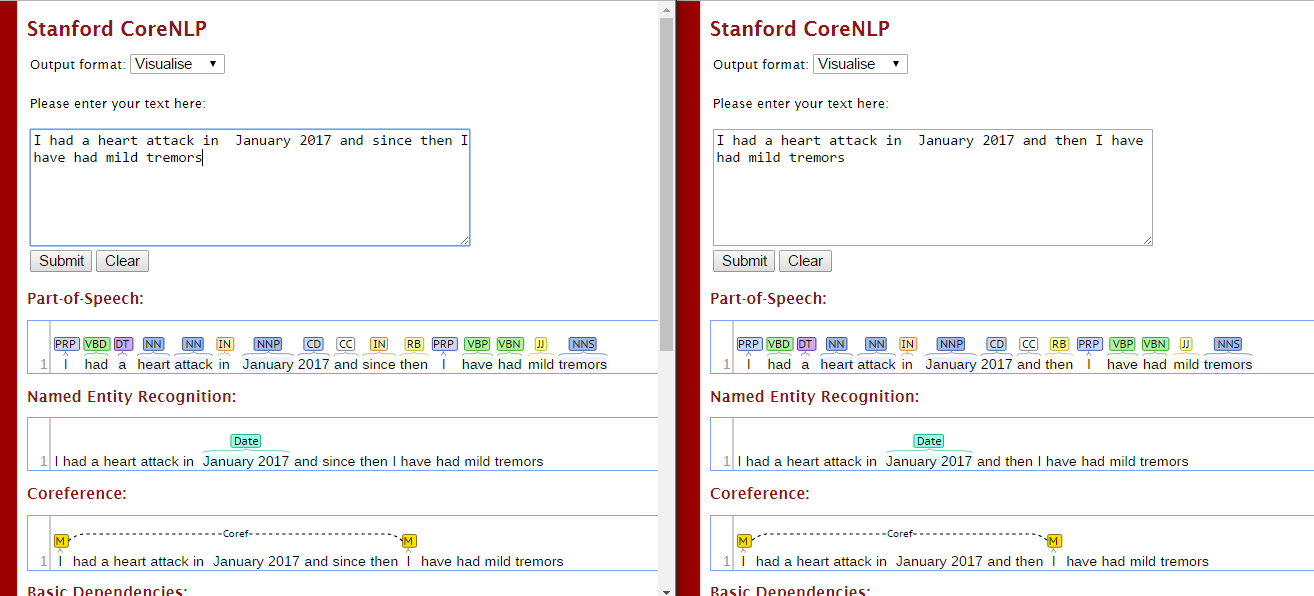 Stanford CoreNLP
Output format: Visualise
Please enter your text here:
I had a heart attack in  January 2017 and since then I
have had mild tremors
Submit Clear
Part-of-Speech:
PRP VBD DT NN NN IN NNP CD CC IN RB PRP VBP VBN JJ NNS
1 I had a heart attack in January 2017 and since then I have had mild tremors
Named Entity Recognition:
Date
1 I had a heart attack in January 2017 and since then I have had mild tremors
Coreference:
M Coref M
1 I had a heart attack in January 2017 and since then I have had mild tremors
Basic Dependencies:
Stanford CoreNLP
Output format: Visualise
Please enter your text here:
I had a heart attack in  January 2017 and then I have
had mild tremors
Submit Clear
Part-of-Speech:
PRP VBD DT NN NN IN NNP CD CC RB PRP VBP VBN JJ NNS
1 I had a heart attack in January 2017 and then I have had mild tremors
Named Entity Recognition:
Date
1 I had a heart attack in January 2017 and then I have had mild tremors
Coreference:
M Coref M
1 I had a heart attack in January 2017 and then I have had mild tremors
Basic Dependencies: